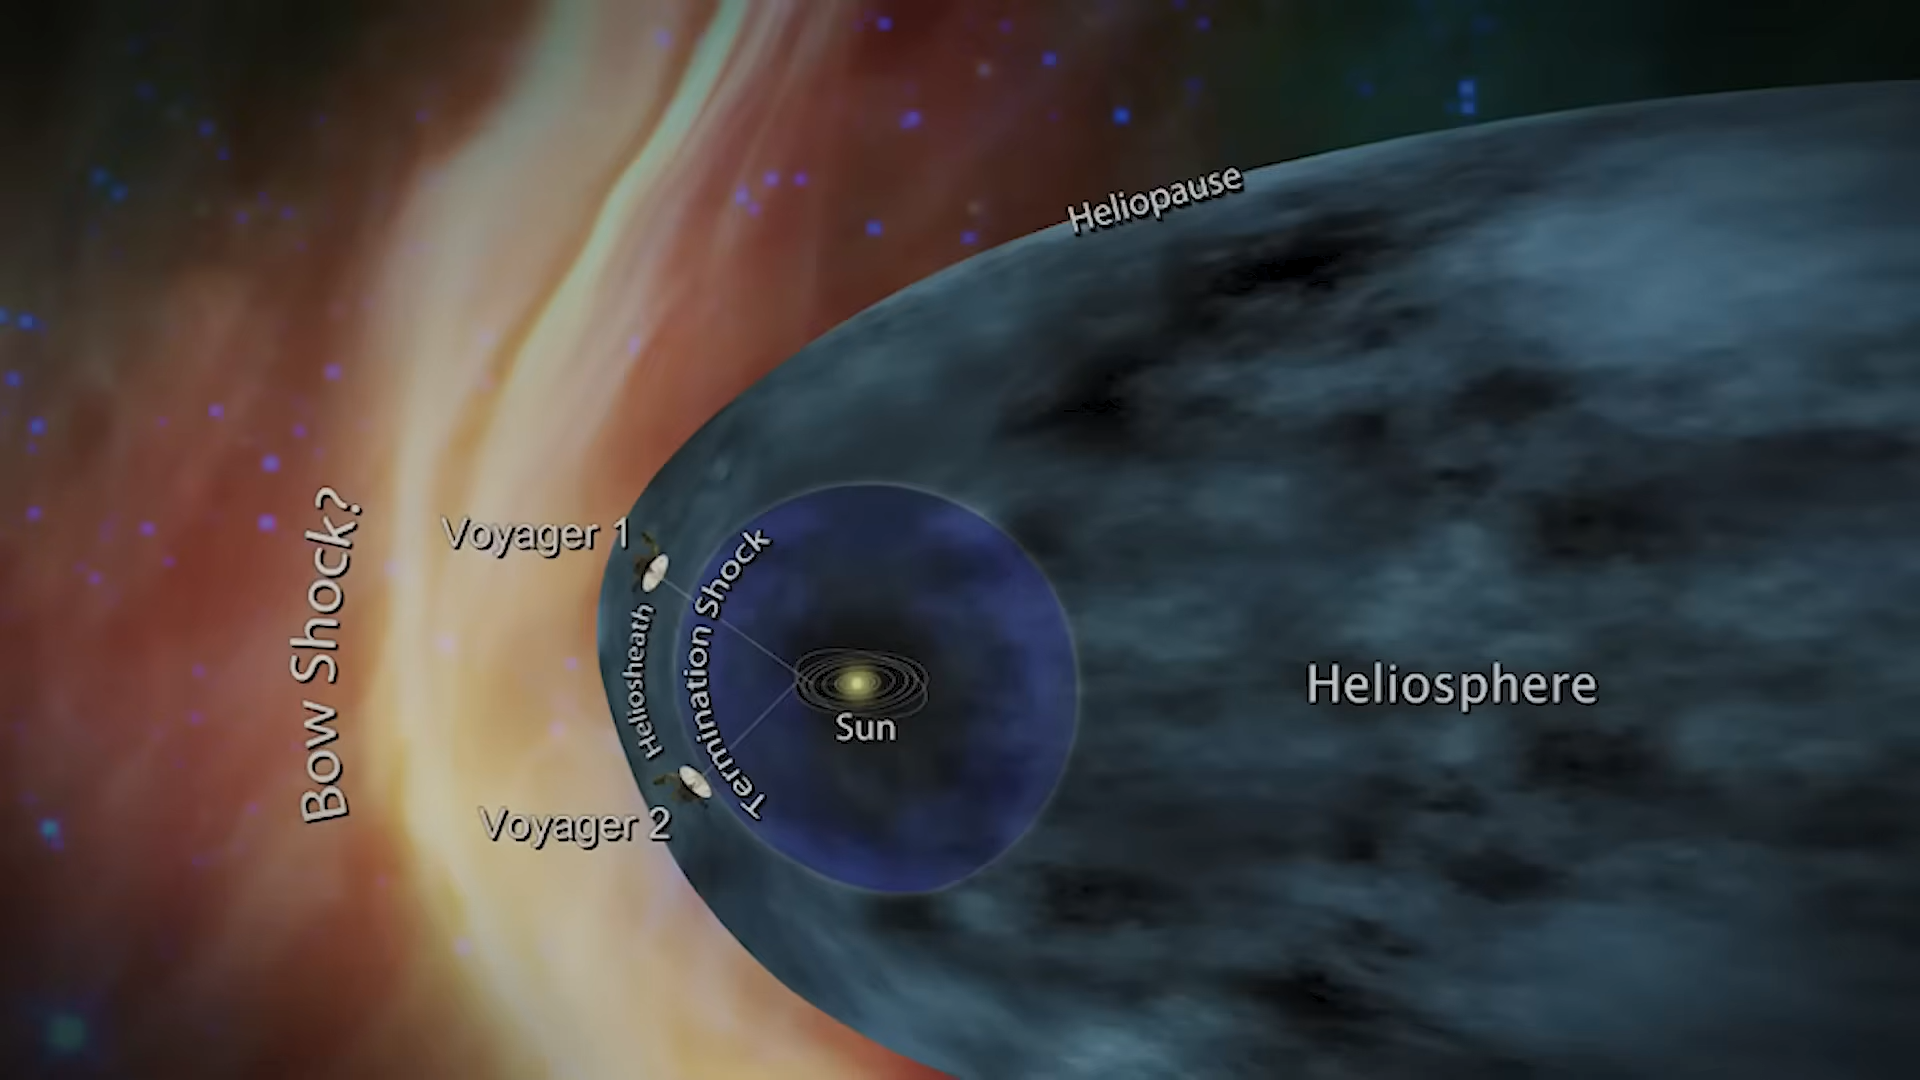 Heliopause
Bow Shock?
Voyager 1
Termination Shock
Heliosheath
Sun
Heliosphere
Voyager 2